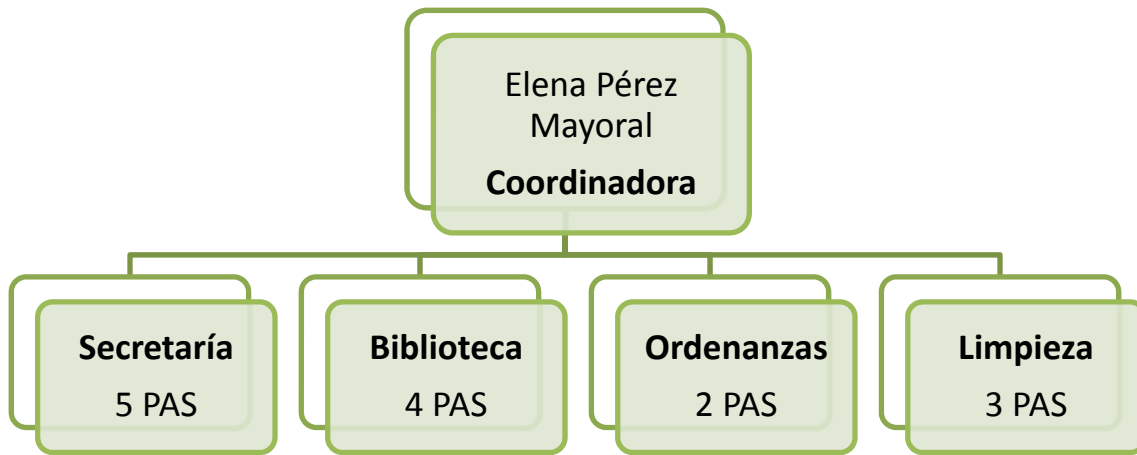 Elena Pérez
Mayoral
Coordinadora
Secretaría
5 PAS
Biblioteca
4 PAS
Ordenanzas
2 PAS
Limpieza
3 PAS